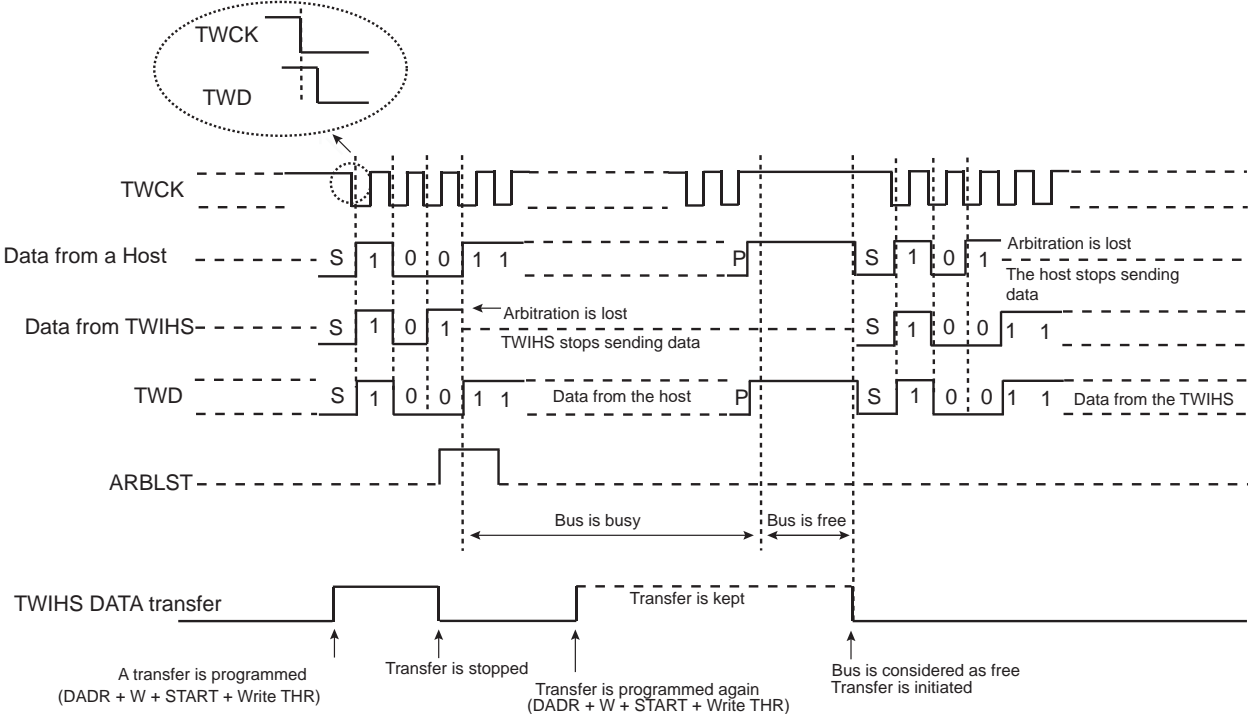 TWCK
TWD
TWCK
Data from a Host
S 1 0 0 1 1
P
S 1 0 1
Arbitration is lost
The host stops sending
data
Data from TWIHS
S 1 0 1
Arbitration is lost
TWIHS stops sending data
S 1 0 0 1 1
TWD
S 1 0 0 1 1
Data from the host
P
S 1 0 0 1 1
Data from the TWIHS
ARBLST
Bus is busy
Bus is free
TWIHS DATA transfer
Transfer is kept
A transfer is programmed
(DADR + W + START + Write THR)
Transfer is stopped
Transfer is programmed again
(DADR + W + START + Write THR)
Bus is considered as free
Transfer is initiated